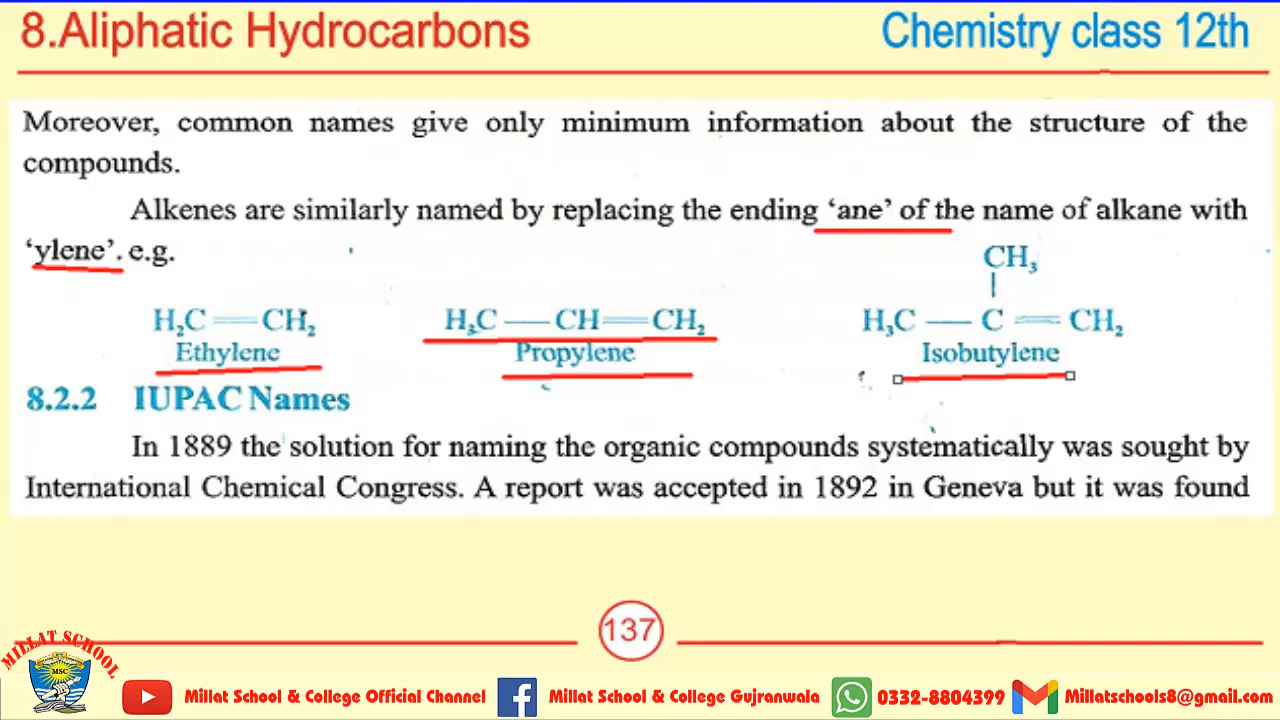 8.Aliphatic Hydrocarbons
Chemistry class 12th
Moreover, common names give only minimum information about the structure of the
compounds.
Alkenes are similarly named by replacing the ending ‘ane’ of the name of alkane with
‘ylene’. e.g.
CH₃
H₂C═CH₂
H₃C—CH═CH₂
H₃C—C═CH₂
Ethylene
Propylene
Isobutylene
8.2.2 IUPAC Names
In 1889 the solution for naming the organic compounds systematically was sought by
International Chemical Congress. A report was accepted in 1892 in Geneva but it was found
137
MILLAT SCHOOL
MSC
Millat School & College Official Channel
Millat School & College Gujranwala
0332-8804399
Millatschools8@gmail.com